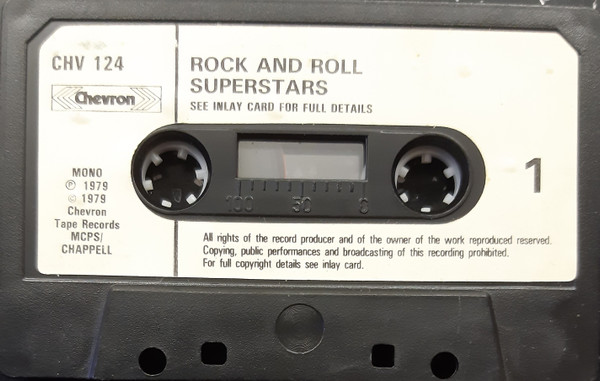 CHV 124
Chevron
MONO
℗ 1979
© 1979
Chevron
Tape Records
MCPS/
CHAPPELL
ROCK AND ROLL
SUPERSTARS
SEE INLAY CARD FOR FULL DETAILS
100 50 0
1
All rights of the record producer and of the owner of the work reproduced reserved.
Copying, public performances and broadcasting of this recording prohibited.
For full copyright details see inlay card.